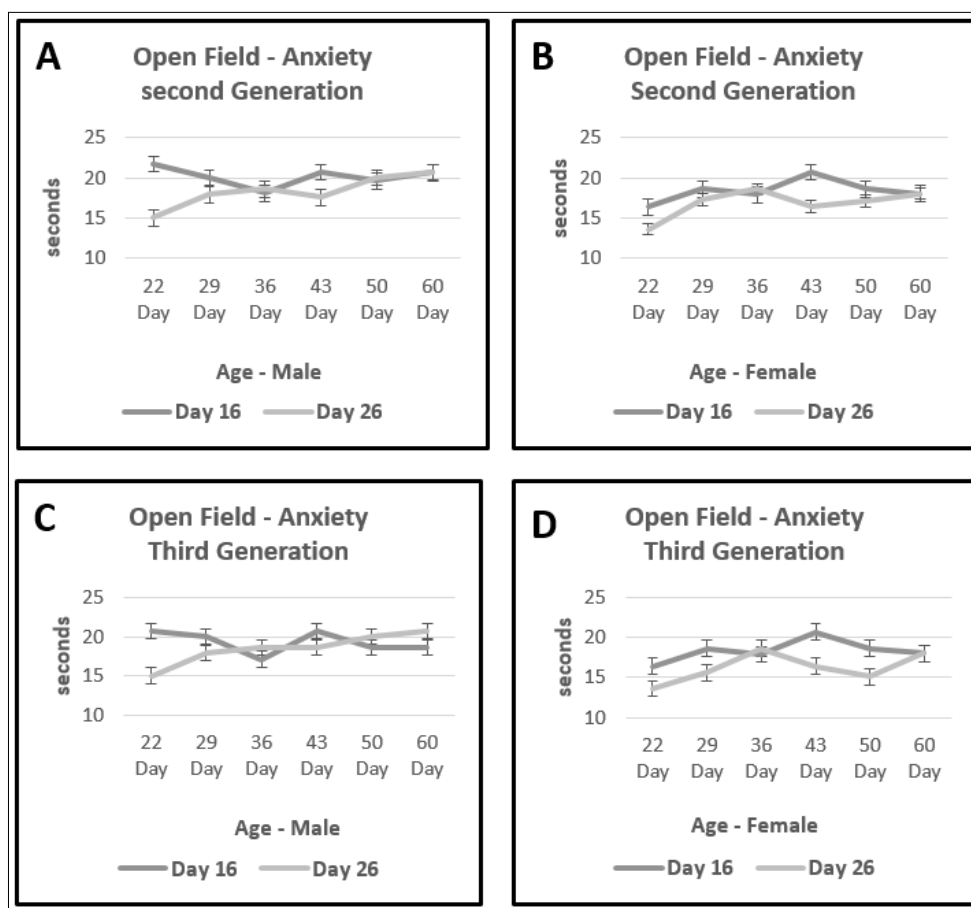 A
Open Field - Anxiety
second Generation
25
20
15
10
seconds
22 29 36 43 50 60
Day Day Day Day Day Day
Age - Male
Day 16 Day 26
B
Open Field - Anxiety
Second Generation
25
20
15
10
seconds
22 29 36 43 50 60
Day Day Day Day Day Day
Age - Female
Day 16 Day 26
C
Open Field - Anxiety
Third Generation
25
20
15
10
seconds
22 29 36 43 50 60
Day Day Day Day Day Day
Age - Male
Day 16 Day 26
D
Open Field - Anxiety
Third Generation
25
20
15
10
seconds
22 29 36 43 50 60
Day Day Day Day Day Day
Age - Female
Day 16 Day 26